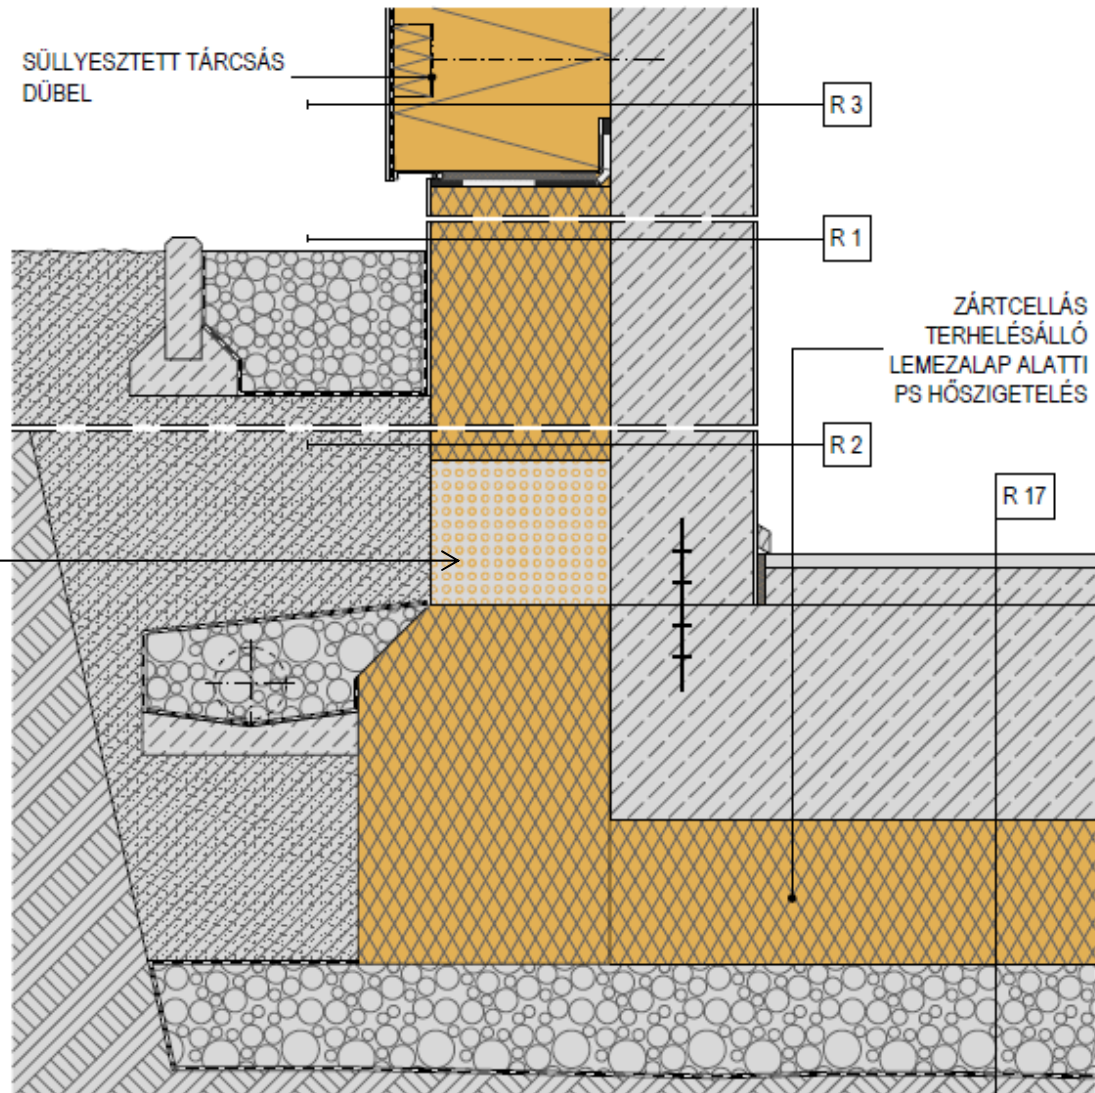 SÜLLYESZTETT TÁRCSÁS
DÜBEL
R 3
R 1
ZÁRTCELLÁS
TERHELÉSÁLLÓ
LEMEZALAP ALATTI
PS HŐSZIGETELÉS
R 2
R 17